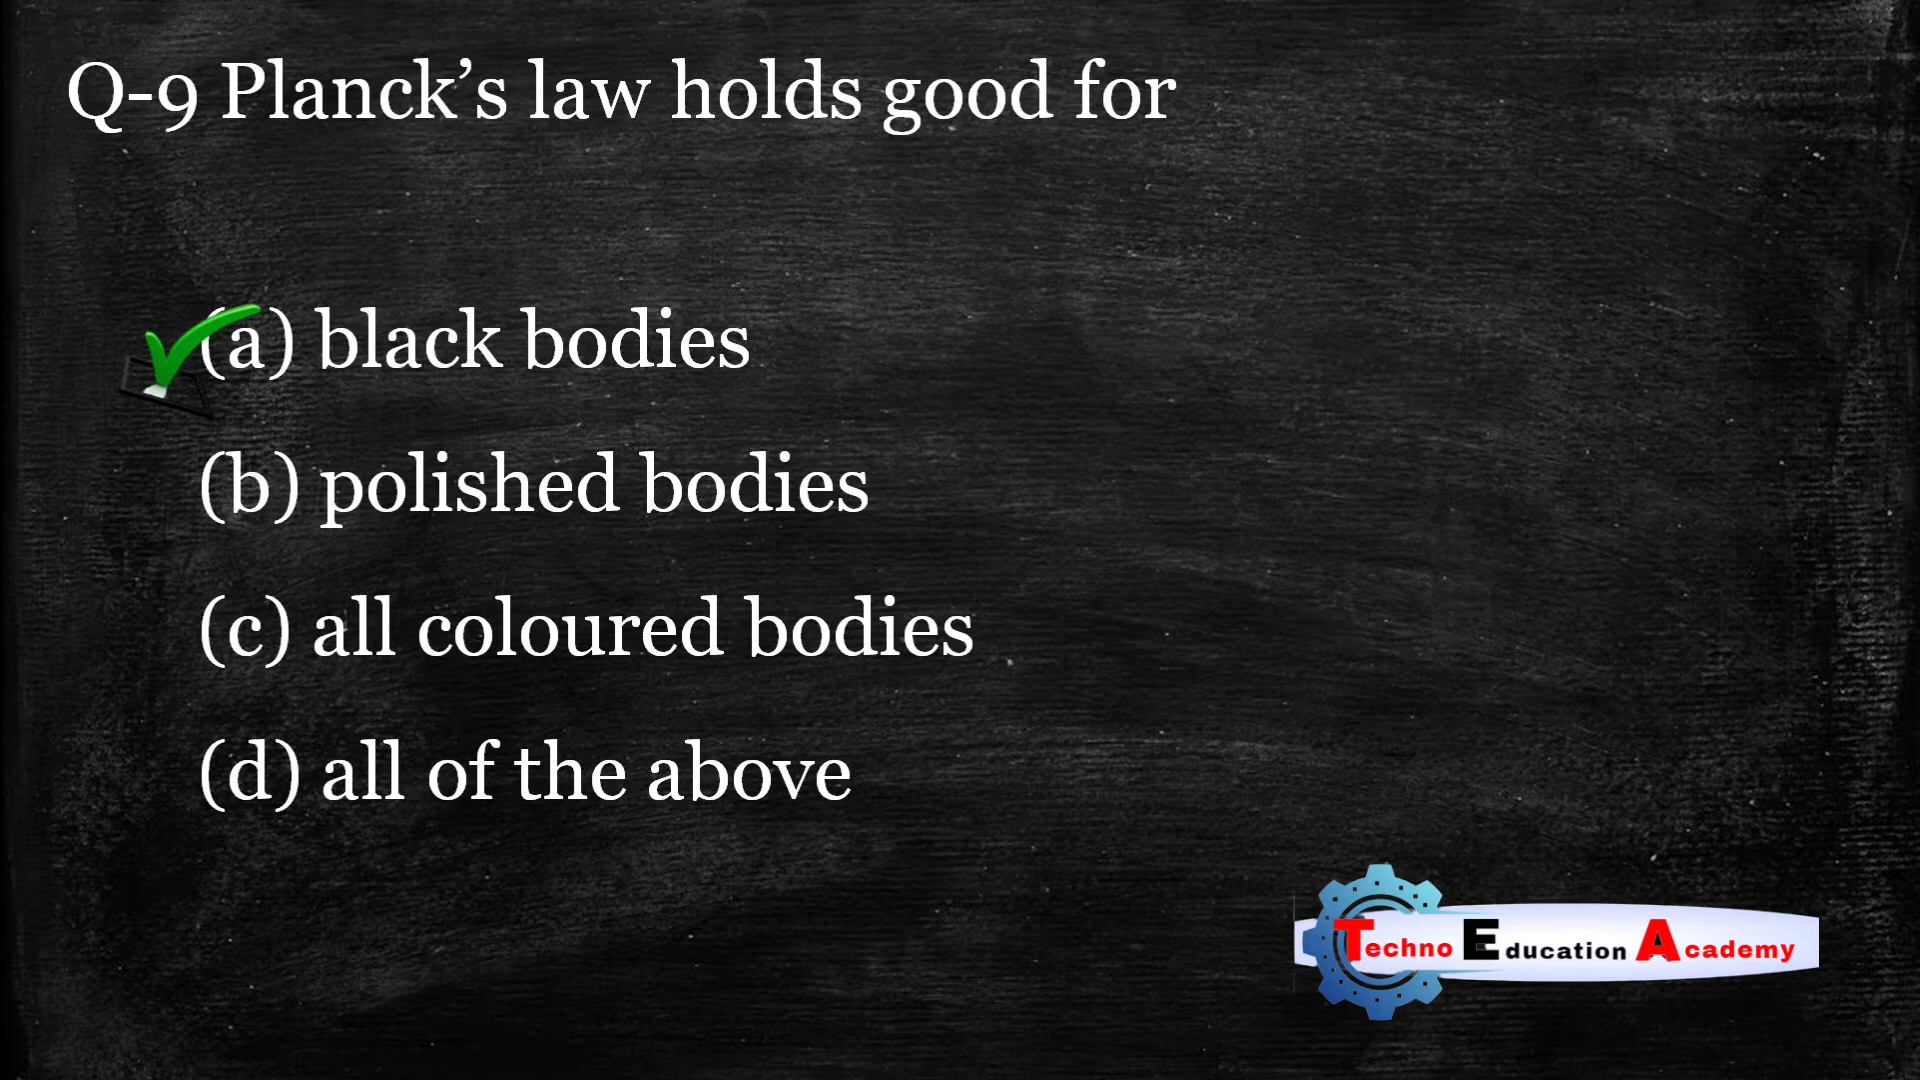 Q-9 Planck’s law holds good for
(a) black bodies
(b) polished bodies
(c) all coloured bodies
(d) all of the above
Techno Education Academy